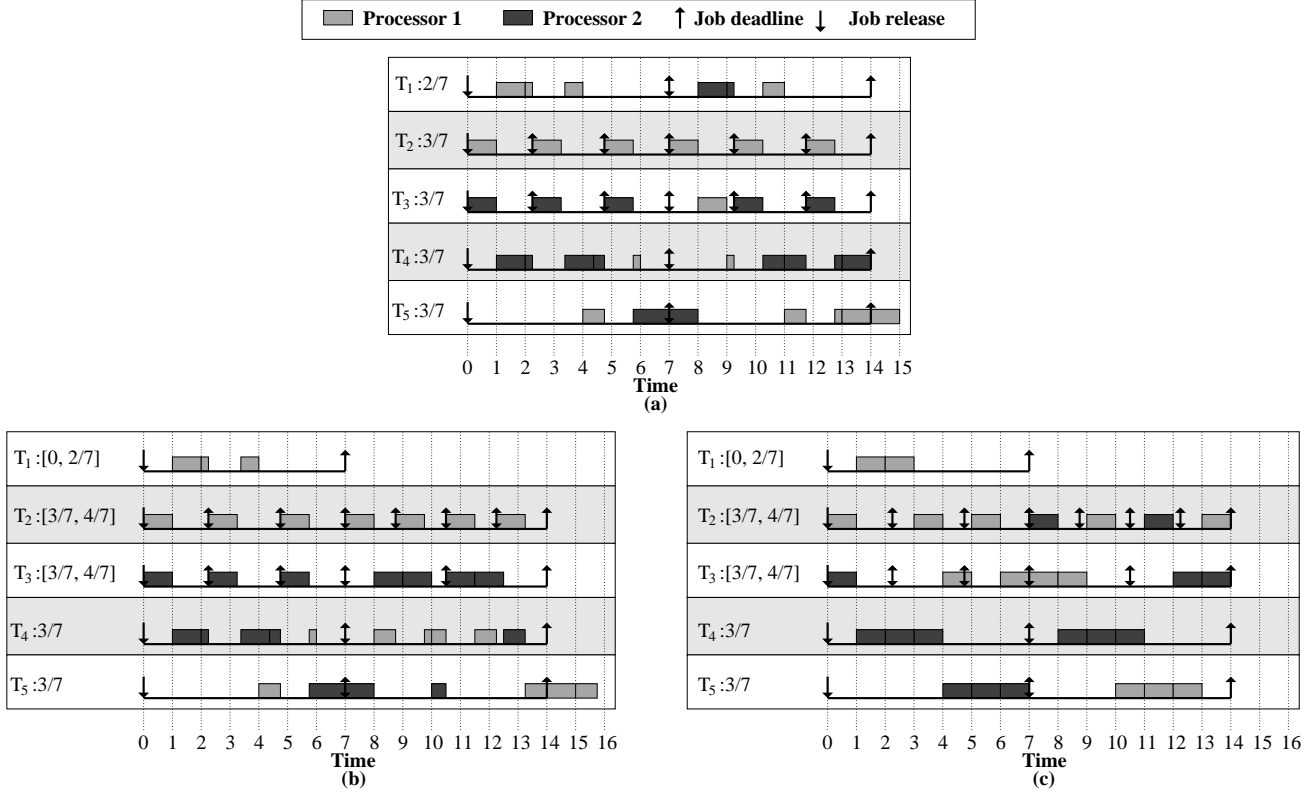 Processor 1 Processor 2 Job deadline Job release
T1 :2/7
T2 :3/7
T3 :3/7
T4 :3/7
T5 :3/7
0 1 2 3 4 5 6 7 8 9 10 11 12 13 14 15
Time
(a)
T1 :[0, 2/7]
T2 :[3/7, 4/7]
T3 :[3/7, 4/7]
T4 :3/7
T5 :3/7
0 1 2 3 4 5 6 7 8 9 10 11 12 13 14 15 16
Time
(b)
T1 :[0, 2/7]
T2 :[3/7, 4/7]
T3 :[3/7, 4/7]
T4 :3/7
T5 :3/7
0 1 2 3 4 5 6 7 8 9 10 11 12 13 14 15 16
Time
(c)